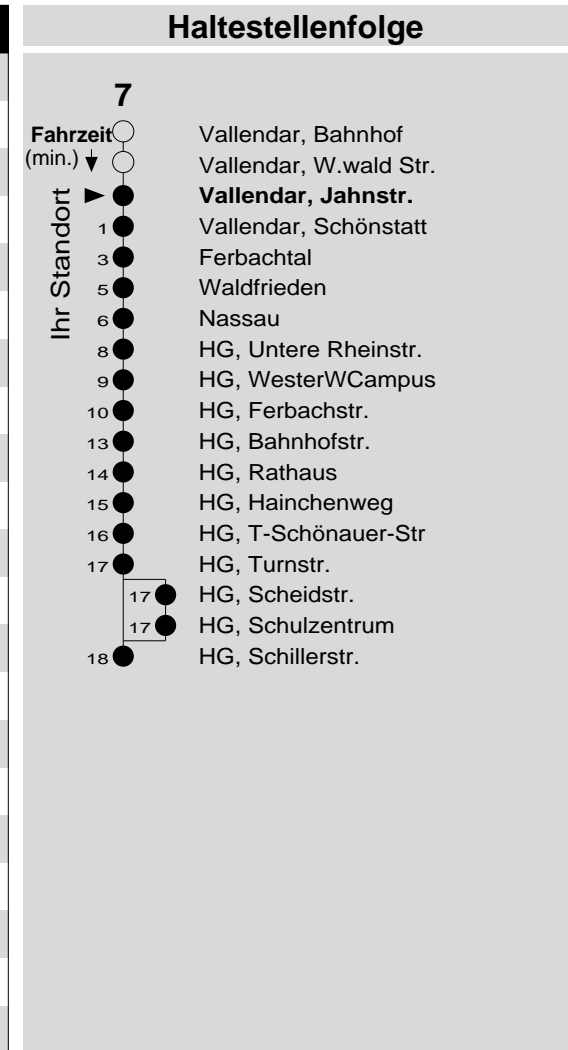 Haltestellenfolge
7
Fahrzeit
(min.)
Ihr Standort
Vallendar, Bahnhof
Vallendar, W.wald Str.
Vallendar, Jahnstr.
1 Vallendar, Schönstatt
3 Ferbachtal
5 Waldfrieden
6 Nassau
8 HG, Untere Rheinstr.
9 HG, WesterWCampus
10 HG, Ferbachstr.
13 HG, Bahnhofstr.
14 HG, Rathaus
15 HG, Hainchenweg
16 HG, T-Schönauer-Str
17 HG, Turnstr.
17 HG, Scheidstr.
17 HG, Schulzentrum
18 HG, Schillerstr.